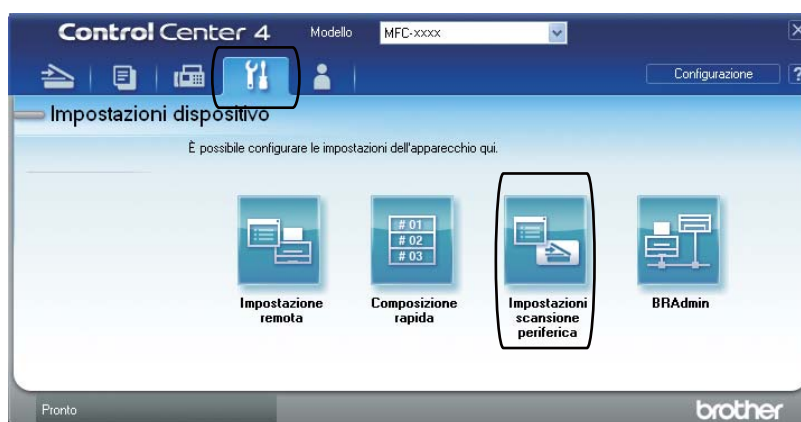 Control Center 4 Modello MFC-xxxx
Configurazione ?
Impostazioni dispositivo
È possibile configurare le impostazioni dell'apparecchio qui.
# 01
# 02
# 03
Impostazione
remota
Composizione
rapida
Impostazioni
scansione
periferica
BRAdmin
Pronto
brother